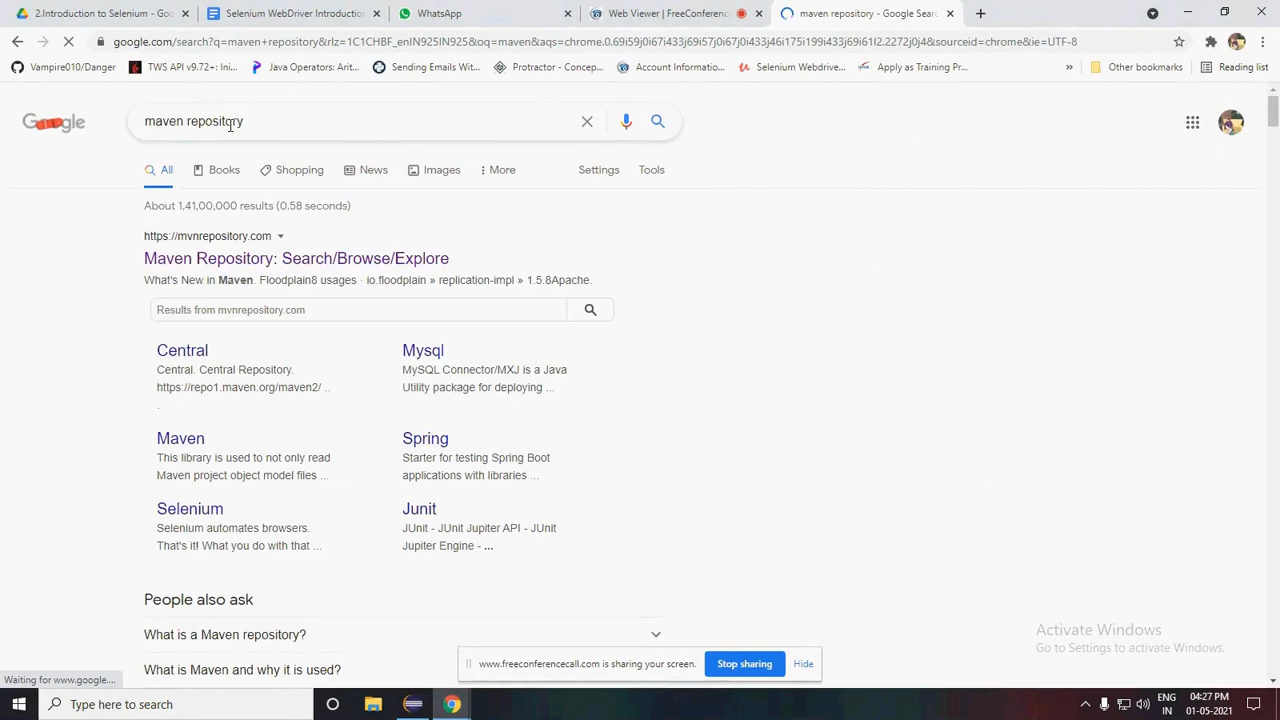 2.Introduction to Selenium - Go
Selenium WebDriver Introduction
WhatsApp
Web Viewer | FreeConference
maven repository - Google Searc
google.com/search?q=maven+repository&rlz=1C1CHBF_enIN925IN925&oq=maven&aqs=chrome.0.69i59j0i67i433j69i57j0i67j0i433j46i175i199i433j69i61l2.2272j0j4&sourceid=chrome&ie=UTF-8
Vampire010/Danger
TWS API v9.72+: Ini...
Java Operators: Arit...
Sending Emails Wit...
Protractor - Concep...
Account Informatio...
Selenium Webdrive...
Apply as Training Pr...
»
Other bookmarks
Reading list
Google
maven repository
All
Books
Shopping
News
Images
More
Settings
Tools
About 1,41,00,000 results (0.58 seconds)
https://mvnrepository.com
Maven Repository: Search/Browse/Explore
What's New in Maven. Floodplain8 usages · io.floodplain » replication-impl » 1.5.8Apache.
Results from mvnrepository.com
Central
Central. Central Repository.
https://repo1.maven.org/maven2/ ..
.
Mysql
MySQL Connector/MXJ is a Java
Utility package for deploying ...
Maven
This library is used to not only read
Maven project object model files ...
Spring
Starter for testing Spring Boot
applications with libraries ...
Selenium
Selenium automates browsers.
That's it! What you do with that ...
Junit
JUnit - JUnit Jupiter API - JUnit
Jupiter Engine - ...
People also ask
What is a Maven repository?
What is Maven and why it is used?
www.freeconferencecall.com is sharing your screen.
Stop sharing
Hide
Activate Windows
Go to Settings to activate Windows.
Waiting for www.google....
Type here to search
ENG
IN
04:27 PM
01-05-2021